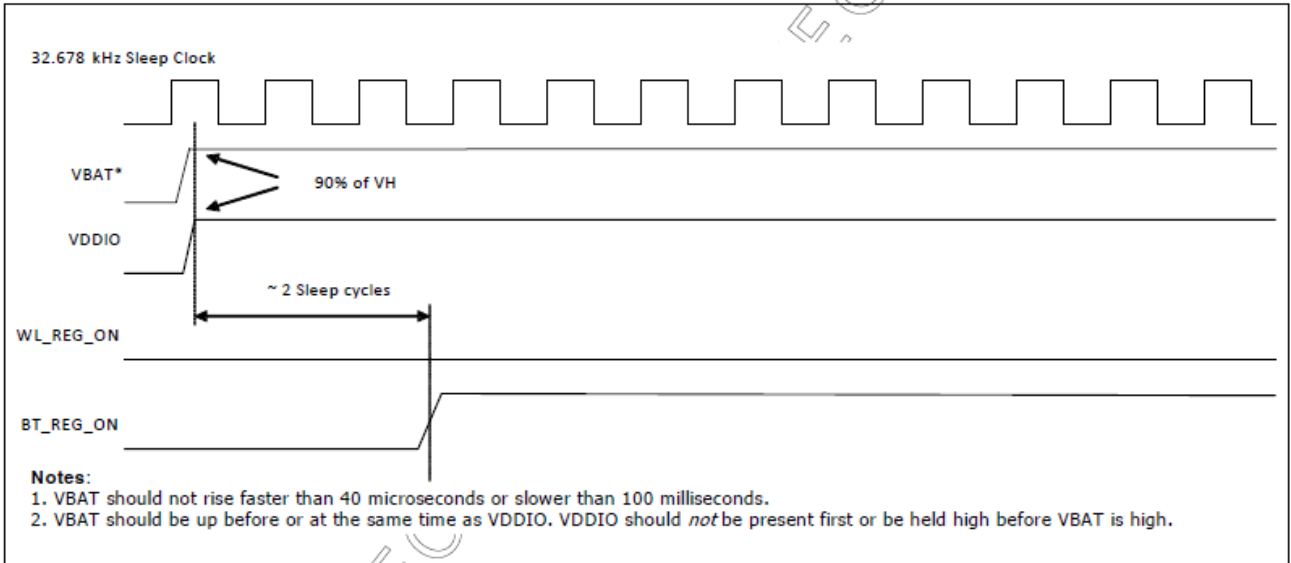 32.678 kHz Sleep Clock
VBAT*
90% of VH
VDDIO
~ 2 Sleep cycles
WL_REG_ON
BT_REG_ON
Notes:
1. VBAT should not rise faster than 40 microseconds or slower than 100 milliseconds.
2. VBAT should be up before or at the same time as VDDIO. VDDIO should not be present first or be held high before VBAT is high.